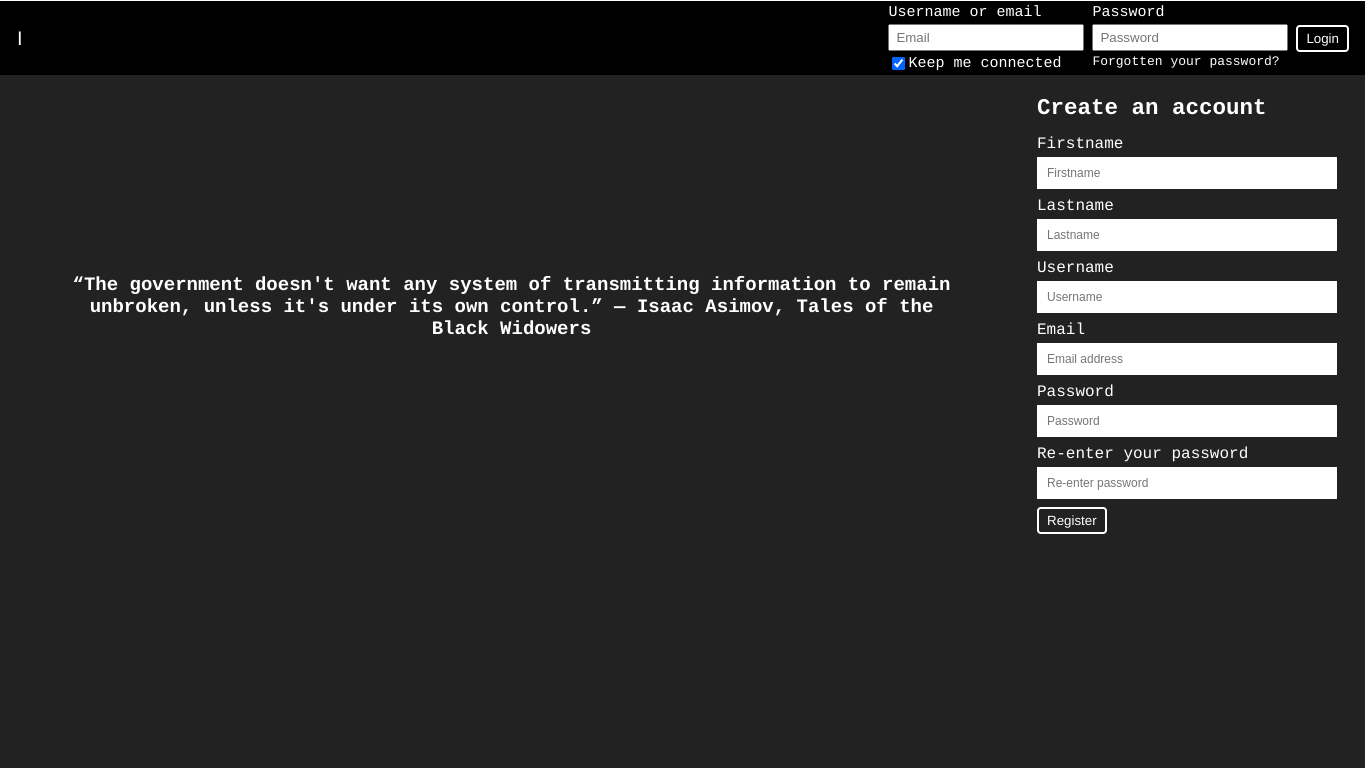 |
Username or email
Password
Email
Password
Login
Keep me connected
Forgotten your password?
Create an account
Firstname
Firstname
Lastname
Lastname
Username
Username
Email
Email address
Password
Password
Re-enter your password
Re-enter password
Register
“The government doesn't want any system of transmitting information to remain
unbroken, unless it's under its own control.” — Isaac Asimov, Tales of the
Black Widowers